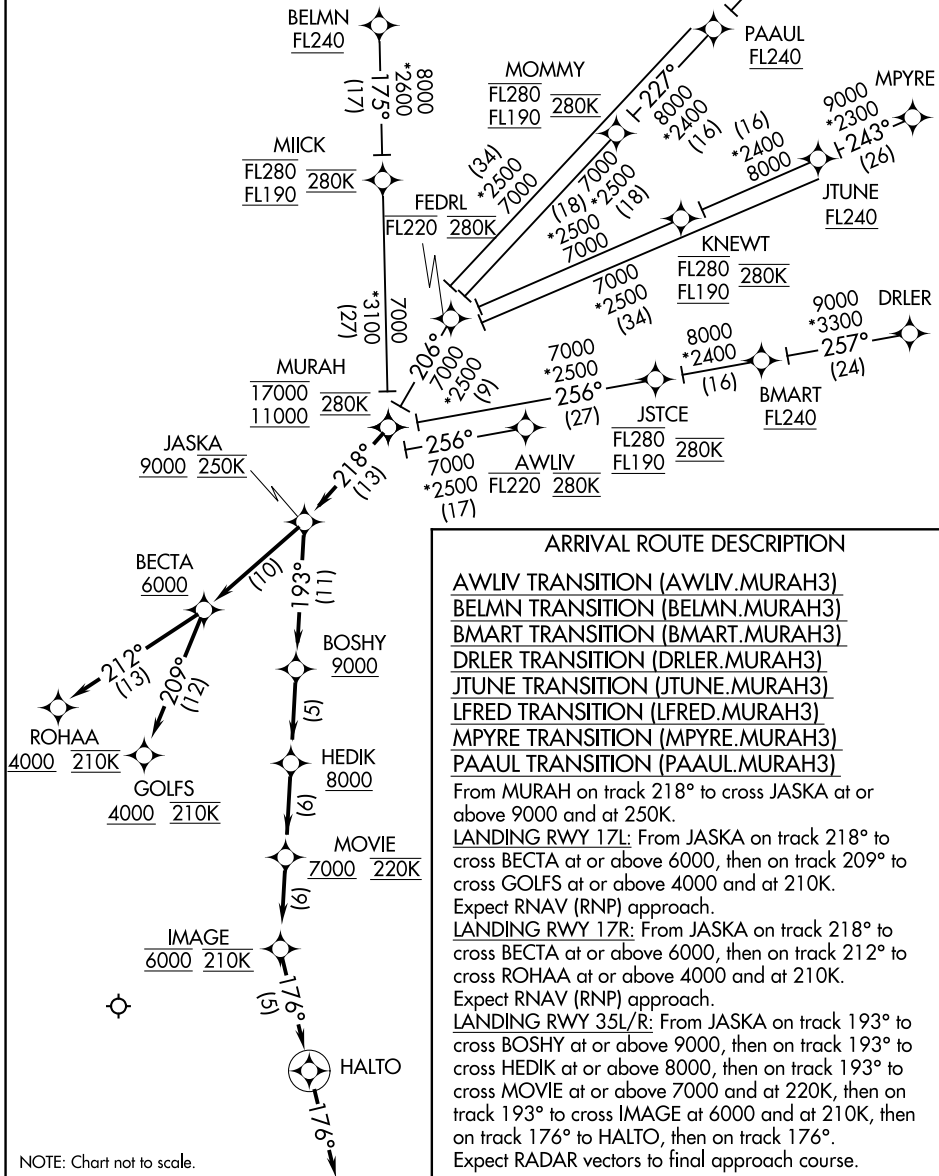 BELMN
FL240
8000
*2600
175°
(17)
MIICK
FL280
FL190
280K
7000
*3100
(27)
PAAUL
FL240
MOMMY
FL280
FL190
280K
227°
8000
*2400
(16)
(34)
*2500
7000
7000
*2500
(18)
FEDRL
FL220 280K
MPYRE
9000
*2300
243°
(26)
(16)
*2400
8000
JTUNE
FL240
(18)
*2500
7000
KNEWT
FL280
FL190
280K
7000
*2500
(34)
206°
7000
*2500
(9)
MURAH
17000
11000
280K
DRLER
9000
*3300
257°
(24)
8000
*2400
(16)
BMART
FL240
7000
*2500
256°
(27)
JSTCE
FL280
FL190
280K
256°
7000
*2500
(17)
AWLIV
FL220 280K
JASKA
9000 250K
218°
(13)
BECTA
6000
(10)
193°
(11)
212°
(13)
209°
(12)
ROHAA
4000 210K
GOLFS
4000 210K
BOSHY
9000
(5)
HEDIK
8000
(6)
MOVIE
7000 220K
(6)
IMAGE
6000 210K
176°
(5)
HALTO
176°
NOTE: Chart not to scale.
ARRIVAL ROUTE DESCRIPTION
AWLIV TRANSITION (AWLIV.MURAH3)
BELMN TRANSITION (BELMN.MURAH3)
BMART TRANSITION (BMART.MURAH3)
DRLER TRANSITION (DRLER.MURAH3)
JTUNE TRANSITION (JTUNE.MURAH3)
LFRED TRANSITION (LFRED.MURAH3)
MPYRE TRANSITION (MPYRE.MURAH3)
PAAUL TRANSITION (PAAUL.MURAH3)
From MURAH on track 218° to cross JASKA at or
above 9000 and at 250K.
LANDING RWY 17L: From JASKA on track 218° to
cross BECTA at or above 6000, then on track 209° to
cross GOLFS at or above 4000 and at 210K.
Expect RNAV (RNP) approach.
LANDING RWY 17R: From JASKA on track 218° to
cross BECTA at or above 6000, then on track 212° to
cross ROHAA at or above 4000 and at 210K.
Expect RNAV (RNP) approach.
LANDING RWY 35L/R: From JASKA on track 193° to
cross BOSHY at or above 9000, then on track 193° to
cross HEDIK at or above 8000, then on track 193° to
cross MOVIE at or above 7000 and at 220K, then on
track 193° to cross IMAGE at 6000 and at 210K, then
on track 176° to HALTO, then on track 176°.
Expect RADAR vectors to final approach course.